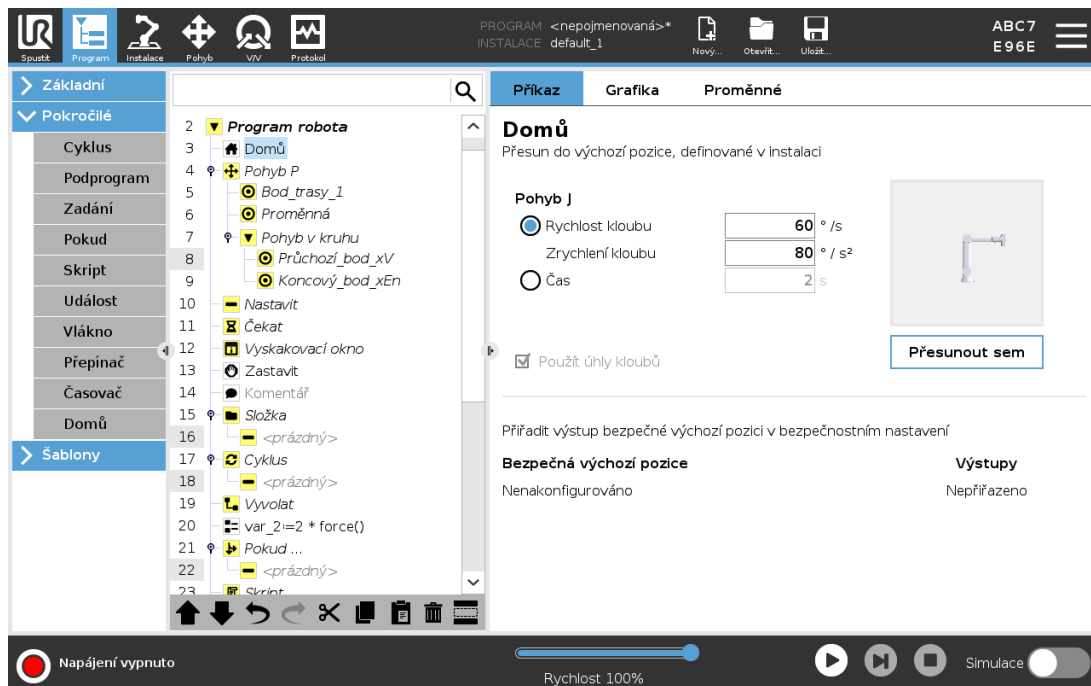 PROGRAM <nepojmenovaná>*
INSTALACE default_1
Spustit
Program
Instalace
Pohyb
V/V
Protokol
Nový...
Otevřít...
Uložit...
ABC7
E96E
Základní
Pokročilé
Cyklus
Podprogram
Zadání
Pokud
Skript
Událost
Vlákno
Přepínač
Časovač
Domů
Šablony
2 Program robota
3 Domů
4 Pohyb P
5 Bod_trasy_1
6 Proměnná
7 Pohyb v kruhu
8 Průchozí_bod_xV
9 Koncový_bod_xEn
10 Nastavit
11 Čekat
12 Vyskakovací okno
13 Zastavit
14 Komentář
15 Složka
16 <prázdný>
17 Cyklus
18 <prázdný>
19 Vyvolat
20 var_2:=2 * force()
21 Pokud ...
22 <prázdný>
23 Skript
Příkaz Grafika Proměnné
Domů
Přesun do výchozí pozice, definované v instalaci
Pohyb J
Rychlost kloubu 60 °/s
Zrychlení kloubu 80 °/ s²
Čas 2 s
Použít úhly kloubů
Přesunout sem
Přiřadit výstup bezpečné výchozí pozici v bezpečnostním nastavení
Bezpečná výchozí pozice Výstupy
Nenakonfigurováno Nepřiřazeno
Napájení vypnuto
Rychlost 100%
Simulace